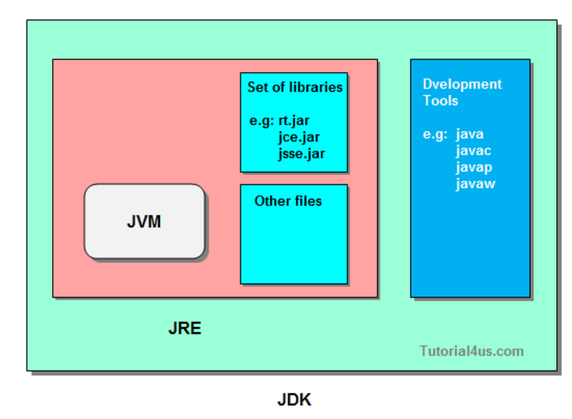 Set of libraries
e.g: rt.jar
jce.jar
jsse.jar
Other files
JVM
JRE
Dvelopment
Tools
e.g: java
javac
javap
javaw
Tutorial4us.com
JDK